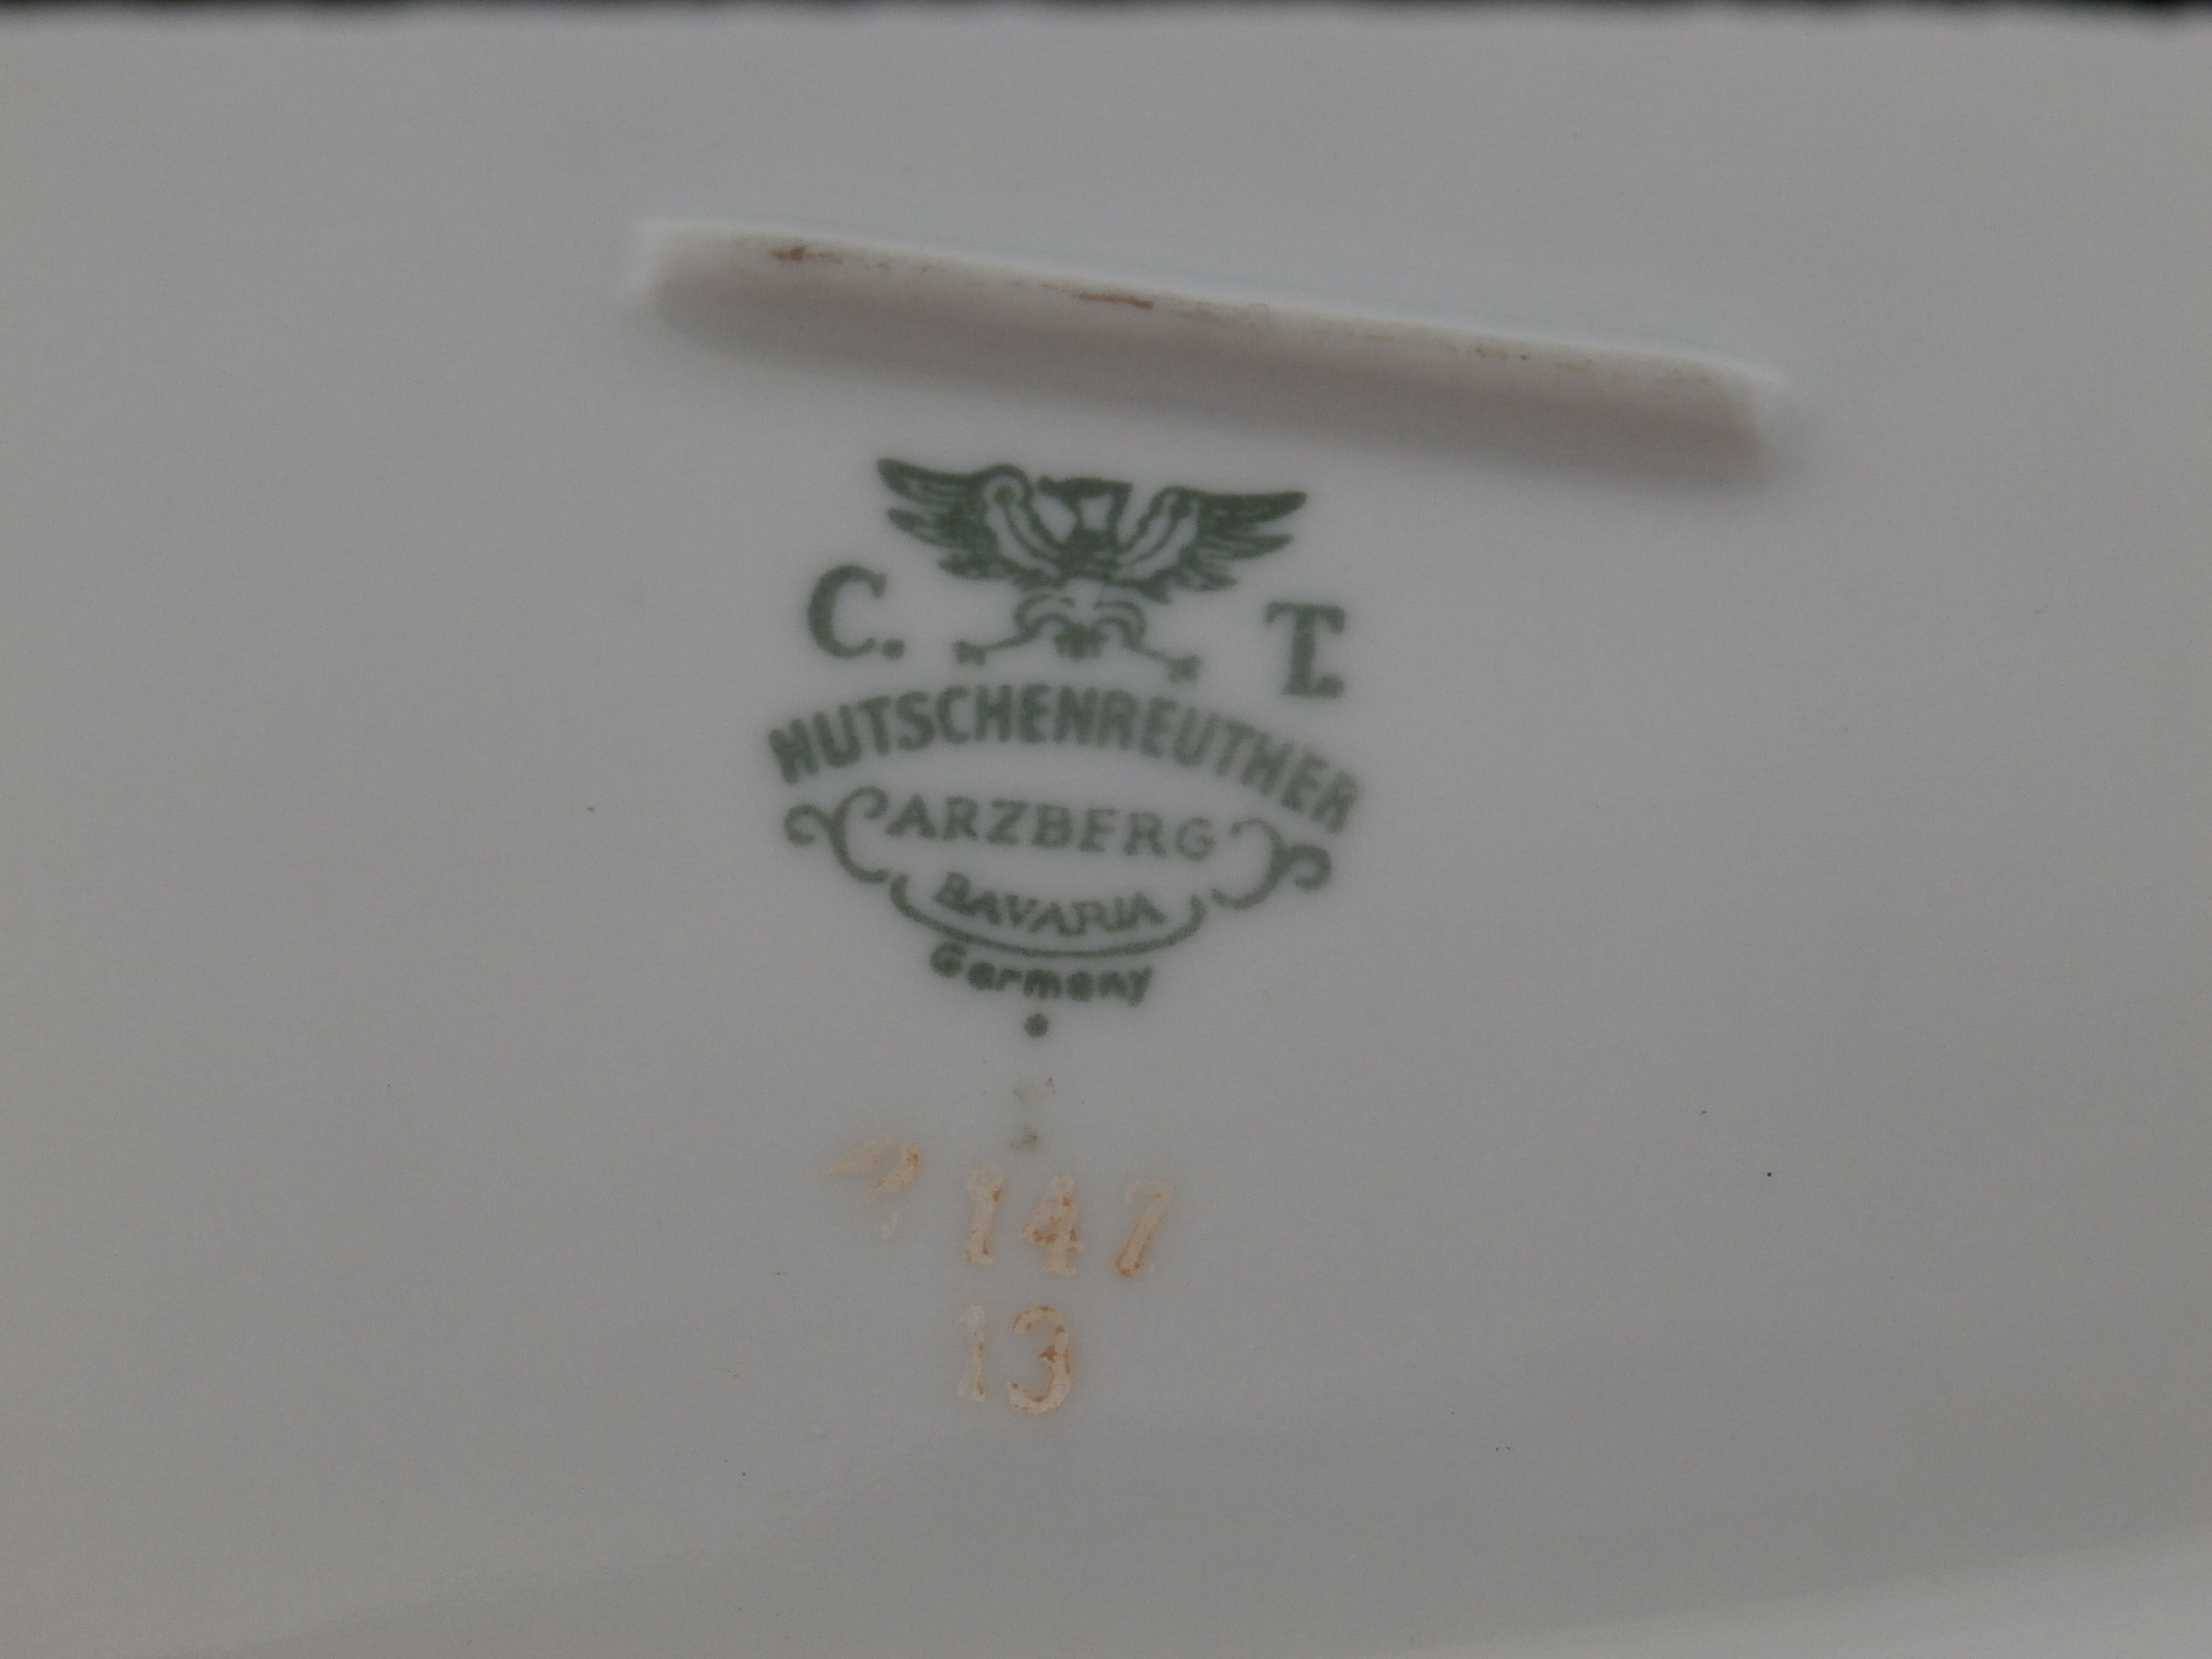 C. T.
HUTSCHENREUTHER
ARZBERG
BAVARIA
Germany
147
13